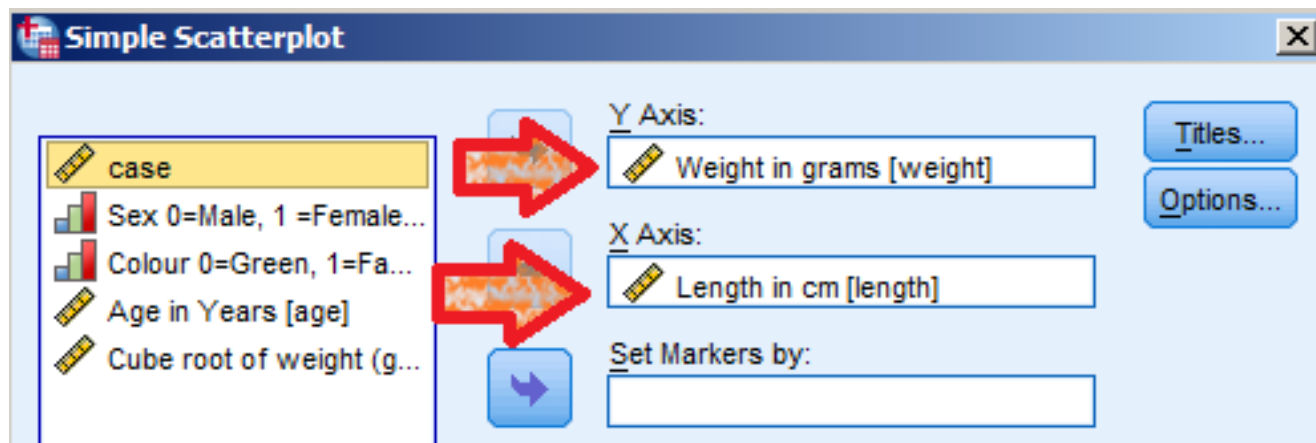 Simple Scatterplot
case
Sex 0=Male, 1 =Female...
Colour 0=Green, 1=Fa...
Age in Years [age]
Cube root of weight (g...
Y Axis:
Weight in grams [weight]
X Axis:
Length in cm [length]
Set Markers by:
Titles...
Options...